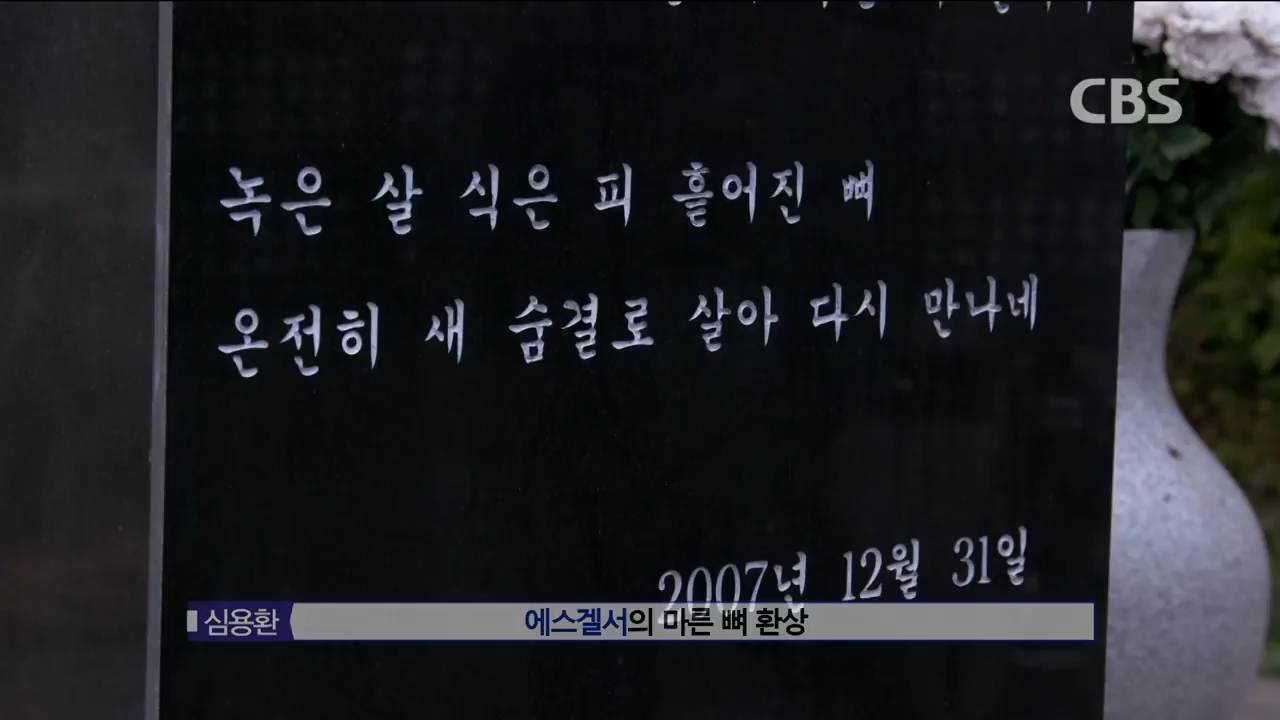 CBS
녹은 살 식은 피 흩어진 뼈
온전히 새 숨결로 살아 다시 만나네
2007년 12월 31일
심용환 에스겔서의 마른 뼈 환상